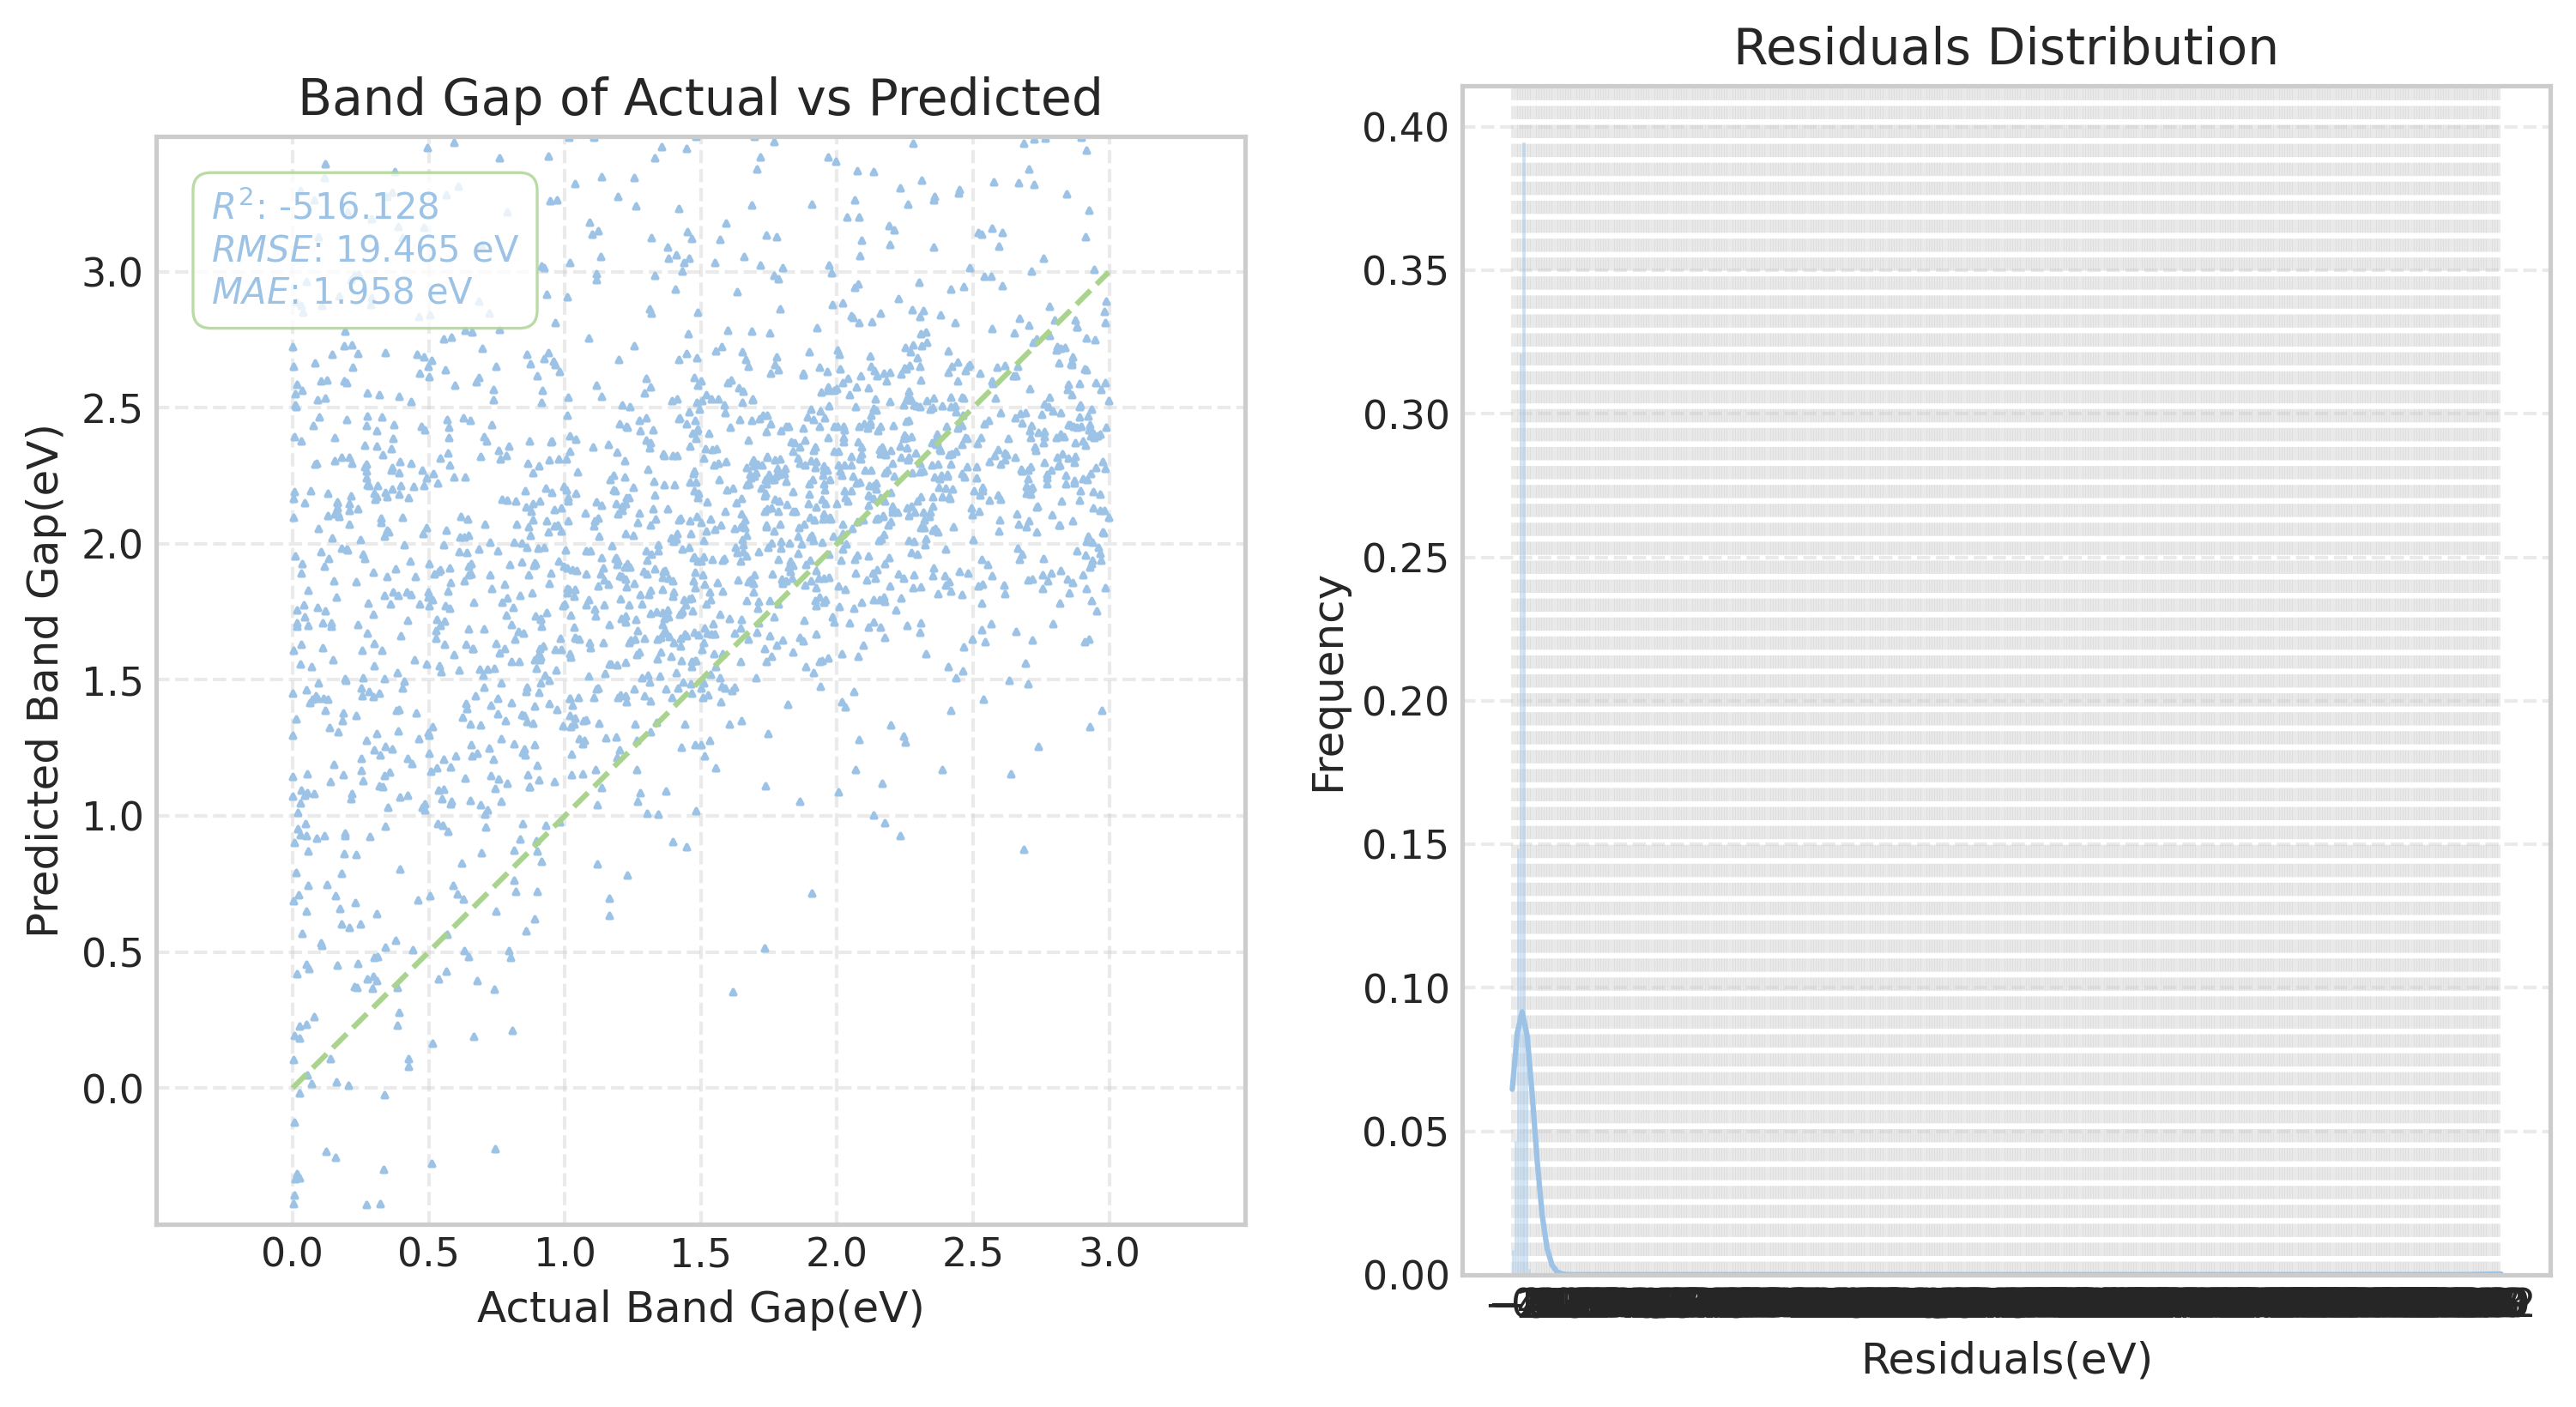 Band Gap of Actual vs Predicted
R²: -516.128
RMSE: 19.465 eV
MAE: 1.958 eV
3.0
2.5
2.0
1.5
1.0
0.5
0.0
Predicted Band Gap(eV)
0.0 0.5 1.0 1.5 2.0 2.5 3.0
Actual Band Gap(eV)
Residuals Distribution
0.40
0.35
0.30
0.25
0.20
0.15
0.10
0.05
0.00
Frequency
Residuals(eV)